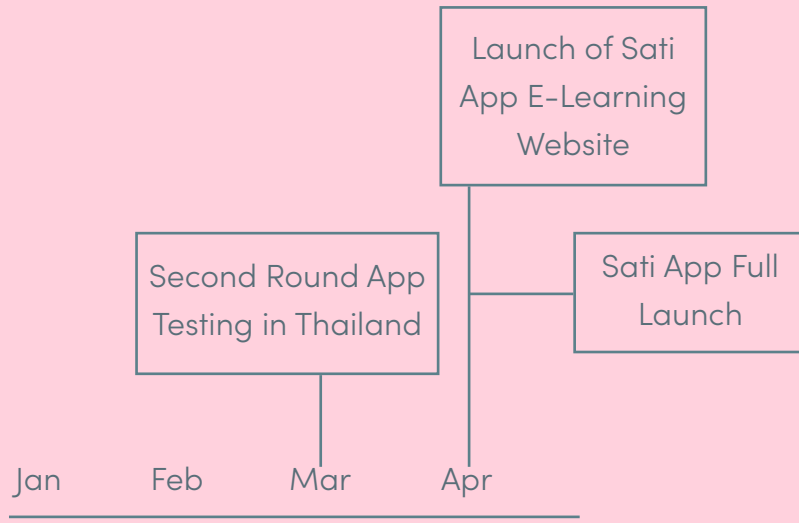 Launch of Sati
App E-Learning
Website
Second Round App
Testing in Thailand
Sati App Full
Launch
Jan Feb Mar Apr